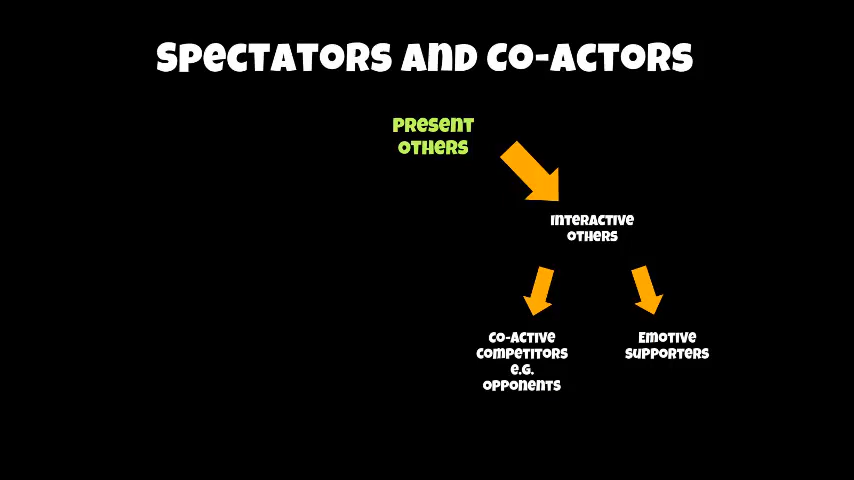 Spectators and Co-actors
Present
Others
Interactive
Others
Co-active
Competitors
e.g.
Opponents
Emotive
Supporters